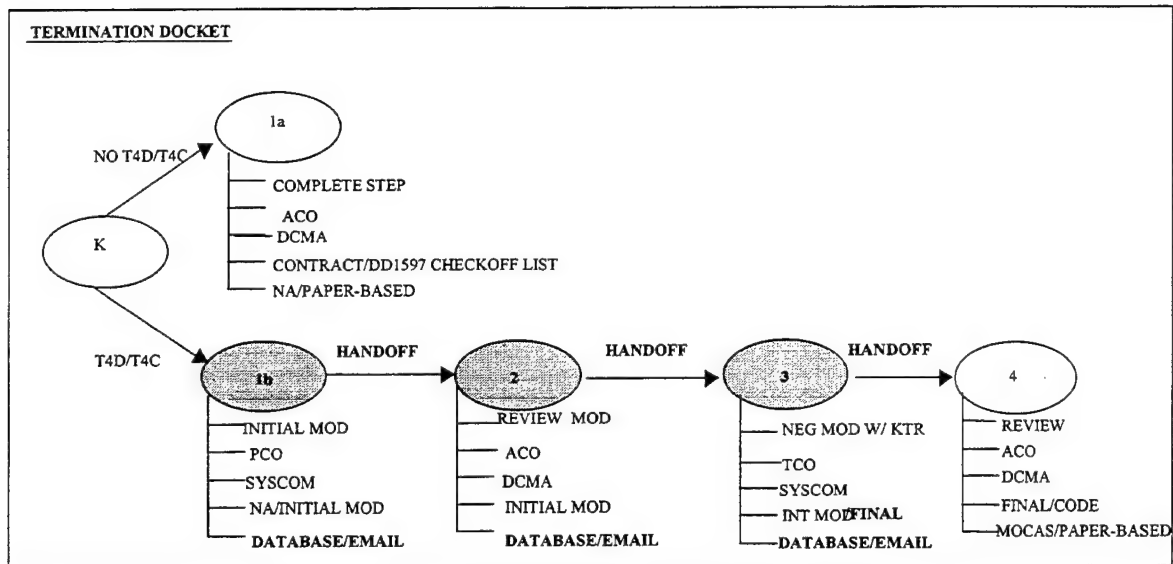 TERMINATION DOCKET
1a
NO T4D/T4C
COMPLETE STEP
ACO
DCMA
CONTRACT/DD1597 CHECKOFF LIST
NA/PAPER-BASED
K
T4D/T4C
1b
HANDOFF
2
HANDOFF
3
HANDOFF
4
INITIAL MOD
PCO
SYSCOM
NA/INITIAL MOD
DATABASE/EMAIL
REVIEW MOD
ACO
DCMA
INITIAL MOD
DATABASE/EMAIL
NEG MOD W/ KTR
TCO
SYSCOM
INT MOD/FINAL
DATABASE/EMAIL
REVIEW
ACO
DCMA
FINAL/CODE
MOCAS/PAPER-BASED